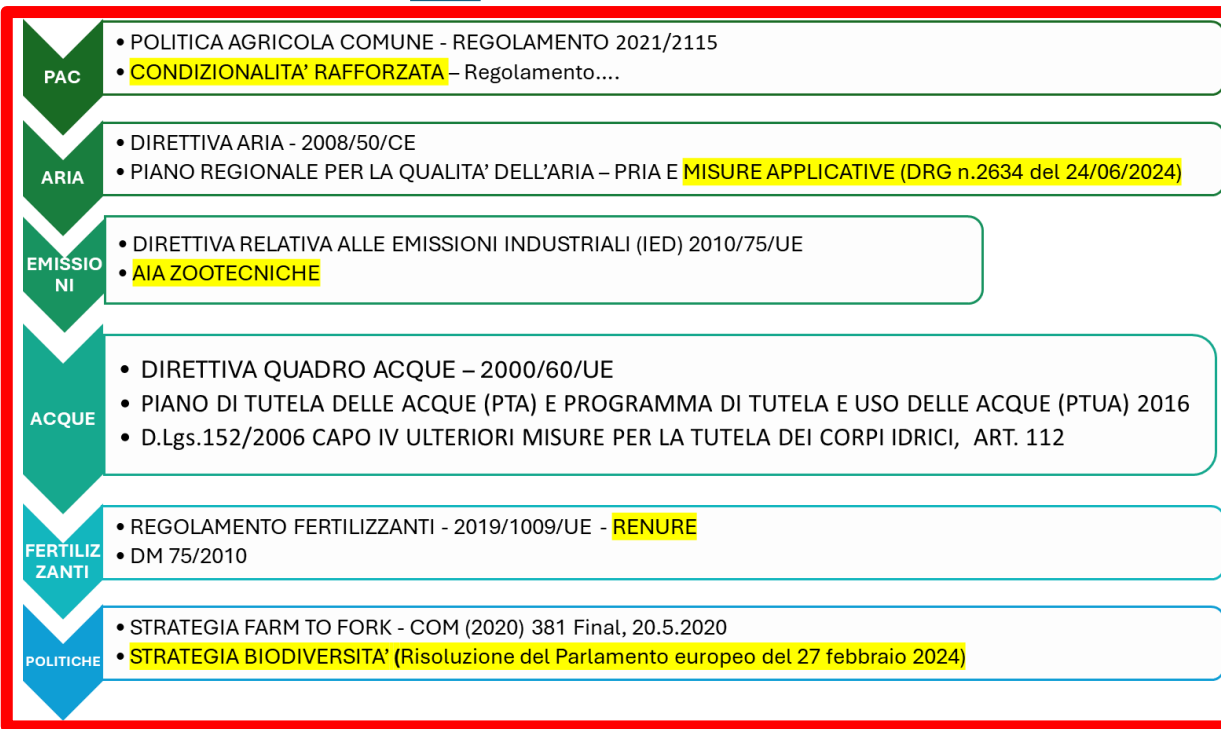 PAC
• POLITICA AGRICOLA COMUNE - REGOLAMENTO 2021/2115
• CONDIZIONALITA' RAFFORZATA – Regolamento....
ARIA
• DIRETTIVA ARIA - 2008/50/CE
• PIANO REGIONALE PER LA QUALITA' DELL'ARIA – PRIA E MISURE APPLICATIVE (DRG n.2634 del 24/06/2024)
EMISSIO
NI
• DIRETTIVA RELATIVA ALLE EMISSIONI INDUSTRIALI (IED) 2010/75/UE
• AIA ZOOTECNICHE
ACQUE
• DIRETTIVA QUADRO ACQUE – 2000/60/UE
• PIANO DI TUTELA DELLE ACQUE (PTA) E PROGRAMMA DI TUTELA E USO DELLE ACQUE (PTUA) 2016
• D.Lgs.152/2006 CAPO IV ULTERIORI MISURE PER LA TUTELA DEI CORPI IDRICI, ART. 112
FERTILIZ
ZANTI
• REGOLAMENTO FERTILIZZANTI - 2019/1009/UE - RENURE
• DM 75/2010
POLITICHE
• STRATEGIA FARM TO FORK - COM (2020) 381 Final, 20.5.2020
• STRATEGIA BIODIVERSITA' (Risoluzione del Parlamento europeo del 27 febbraio 2024)